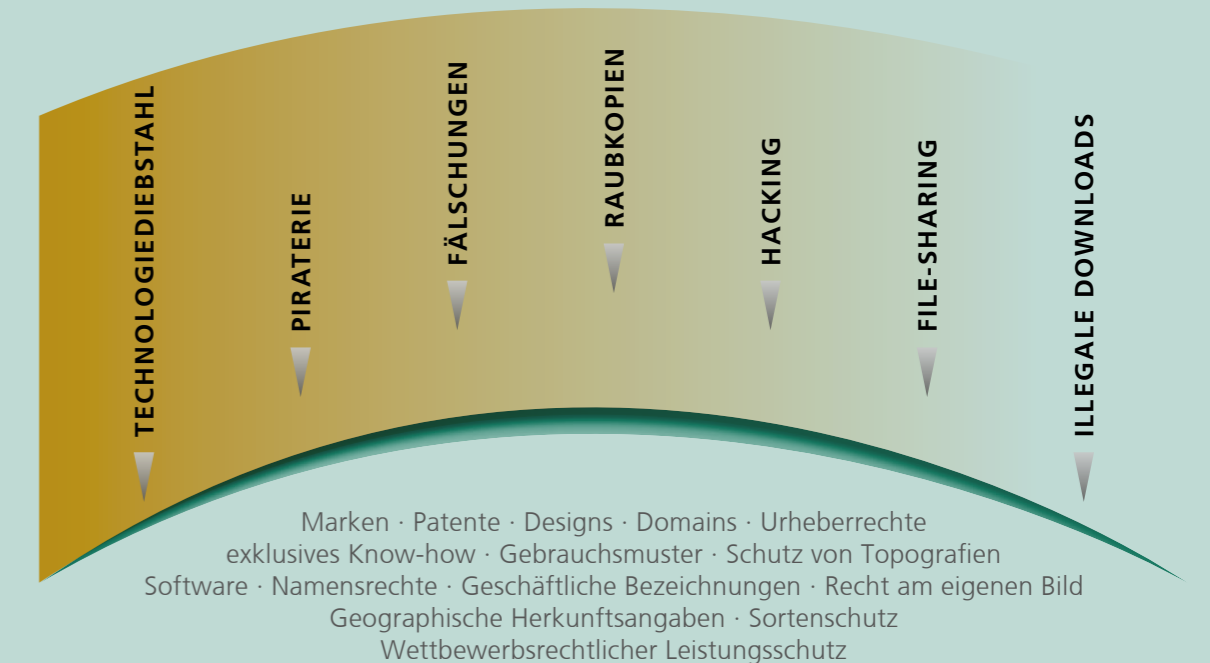 TECHNOLOGIEDIEBSTAHL
PIRATERIE
FÄLSCHUNGEN
RAUBKOPIEN
HACKING
FILE-SHARING
ILLEGALE DOWNLOADS
Marken · Patente · Designs · Domains · Urheberrechte
exklusives Know-how · Gebrauchsmuster · Schutz von Topografien
Software · Namensrechte · Geschäftliche Bezeichnungen · Recht am eigenen Bild
Geographische Herkunftsangaben · Sortenschutz
Wettbewerbsrechtlicher Leistungsschutz